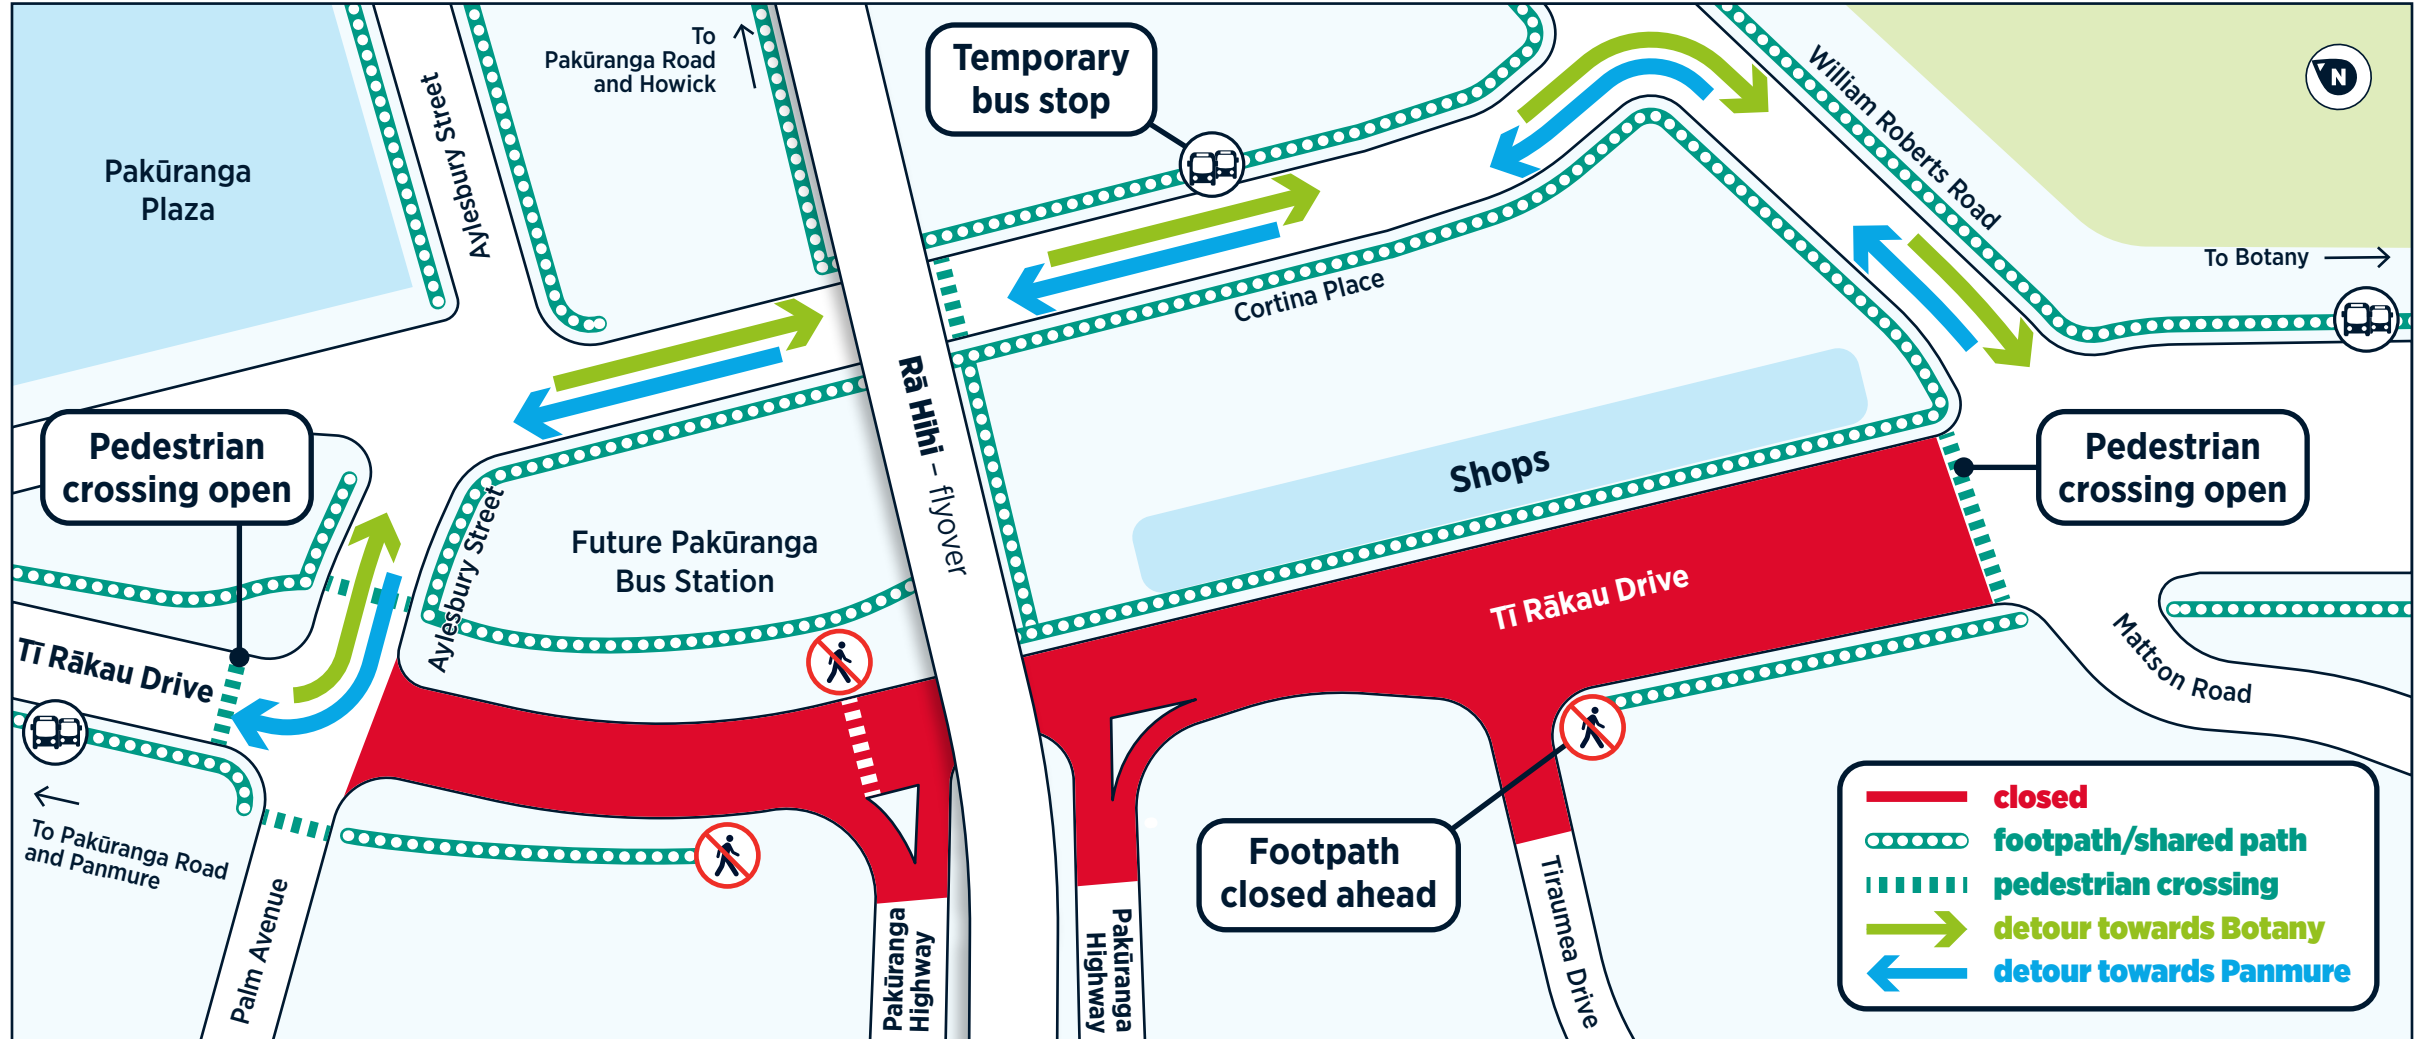 To
Pakūranga Road
and Howick
Temporary
bus stop
William Roberts Road
N
Pakūranga
Plaza
Aylesbury Street
To Botany
Cortina Place
Rā Hihi – flyover
Pedestrian
crossing open
Shops
Pedestrian
crossing open
Future Pakūranga
Bus Station
Aylesbury Street
Tī Rākau Drive
Tī Rākau Drive
Mattson Road
To Pakūranga Road
and Panmure
Palm Avenue
Pakūranga
Highway
Pakūranga
Highway
Footpath
closed ahead
Tiraumea Drive
closed
footpath/shared path
pedestrian crossing
detour towards Botany
detour towards Panmure